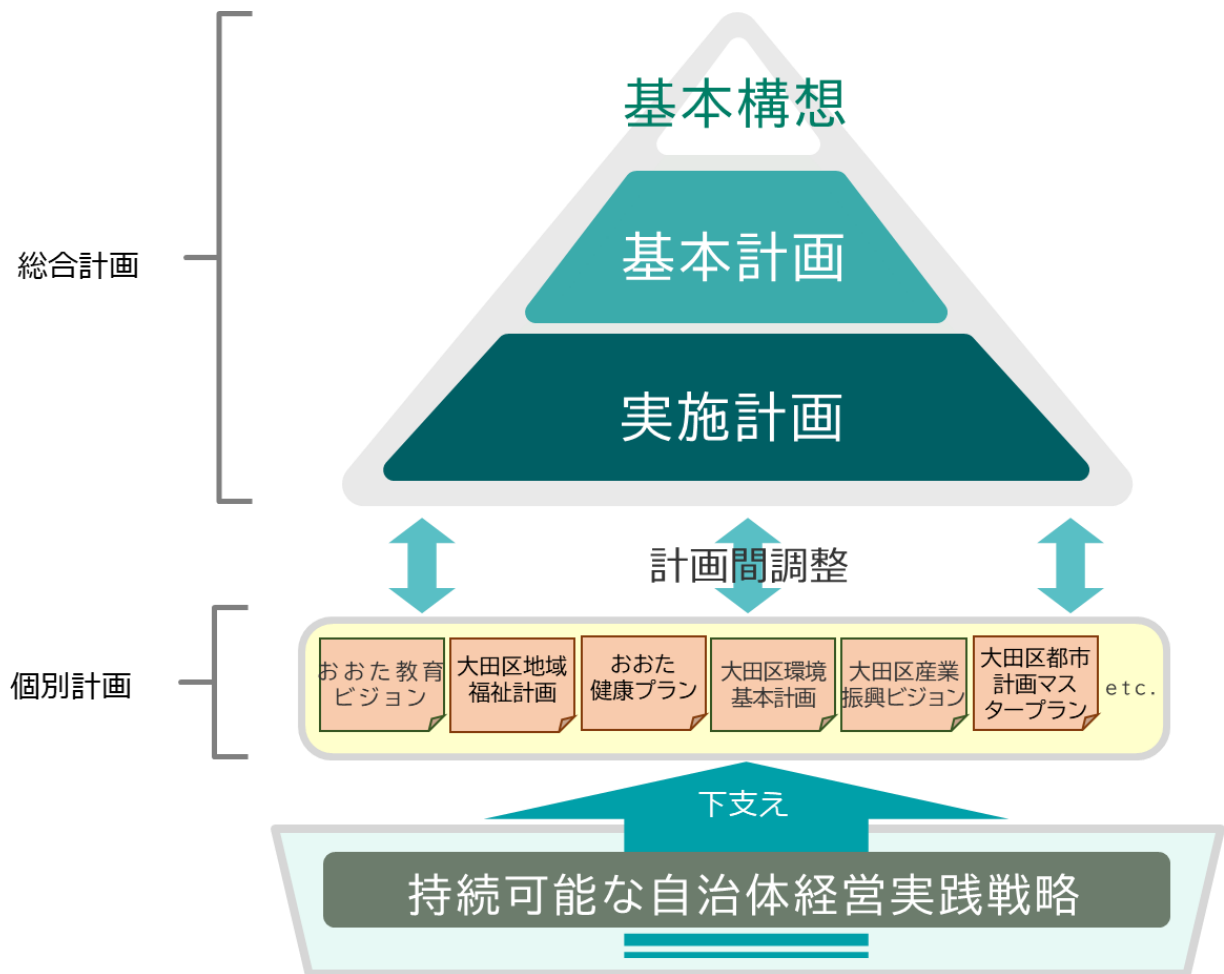 基本構想
基本計画
総合計画
実施計画
計画間調整
個別計画
おおた教育
ビジョン
大田区地域
福祉計画
おおた
健康プラン
大田区環境
基本計画
大田区産業
振興ビジョン
大田区都市
計画マス
タープラン
etc.
下支え
持続可能な自治体経営実践戦略